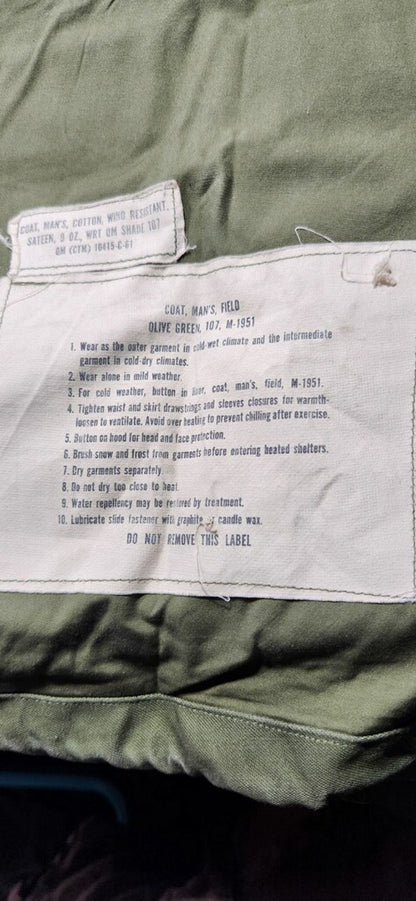 COAT, MAN'S, COTTON, WIND RESISTANT
SATEEN, 9 OZ., WRT QM SHADE 107
QM (CTM) 10415-C-61
COAT, MAN'S, FIELD
OLIVE GREEN, 107, M-1951
1. Wear as the outer garment in cold-wet climate and the intermediate
garment in cold-dry climates.
2. Wear alone in mild weather.
3. For cold weather, button in liner, coat, man's, field, M-1951.
4. Tighten waist and skirt drawstrings and sleeves closures for warmth-
loosen to ventilate. Avoid over heating to prevent chilling after exercise.
5. Button on hood for head and face protection.
6. Brush snow and frost from garments before entering heated shelters.
7. Dry garments separately.
8. Do not dry too close to heat.
9. Water repellency may be restored by treatment.
10. Lubricate slide fastener with graphite or candle wax.
DO NOT REMOVE THIS LABEL